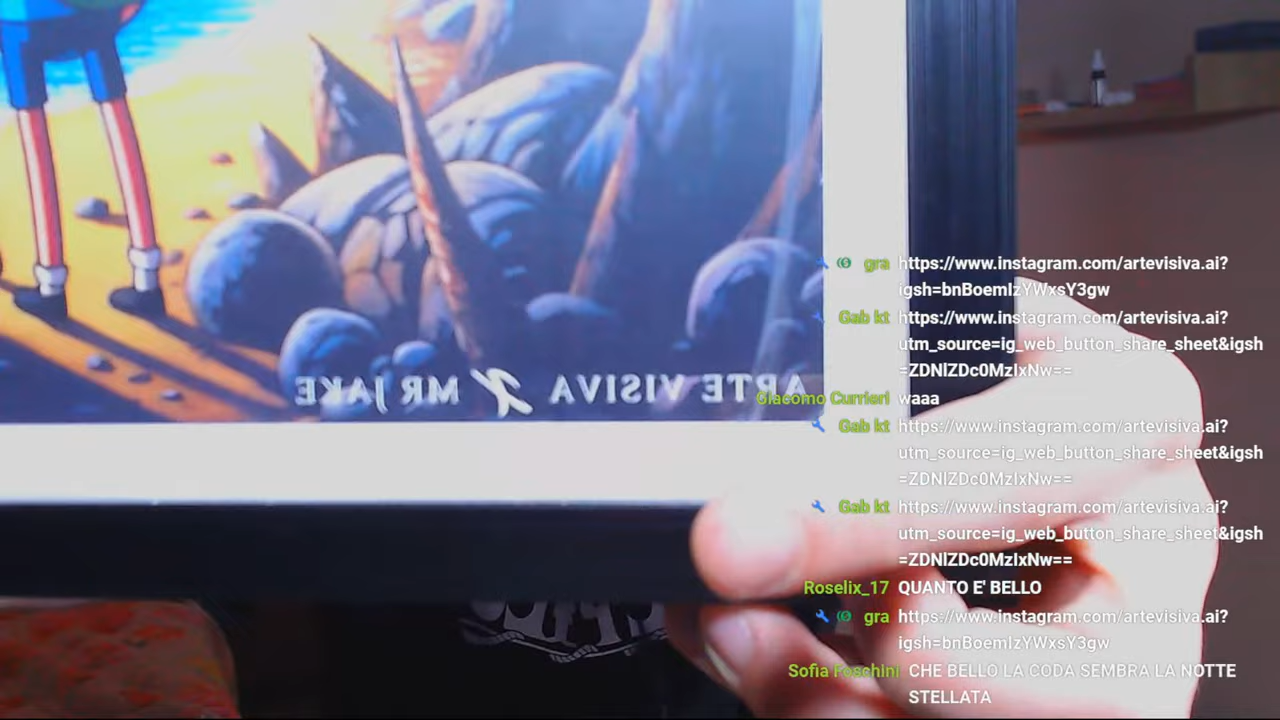 gra https://www.instagram.com/artevisiva.ai?
igsh=bnBoemIzYWxsY3gw
Gab kt https://www.instagram.com/artevisiva.ai?
utm_source=ig_web_button_share_sheet&igsh
=ZDNlZDc0MzIxNw==
Giacomo Currieri waaa
Gab kt https://www.instagram.com/artevisiva.ai?
utm_source=ig_web_button_share_sheet&igsh
=ZDNlZDc0MzIxNw==
Gab kt https://www.instagram.com/artevisiva.ai?
utm_source=ig_web_button_share_sheet&igsh
=ZDNlZDc0MzIxNw==
Roselix_17 QUANTO E' BELLO
gra https://www.instagram.com/artevisiva.ai?
igsh=bnBoemIzYWxsY3gw
Sofia Foschini CHE BELLO LA CODA SEMBRA LA NOTTE
STELLATA
ARTE VISIVA X MR JAKE